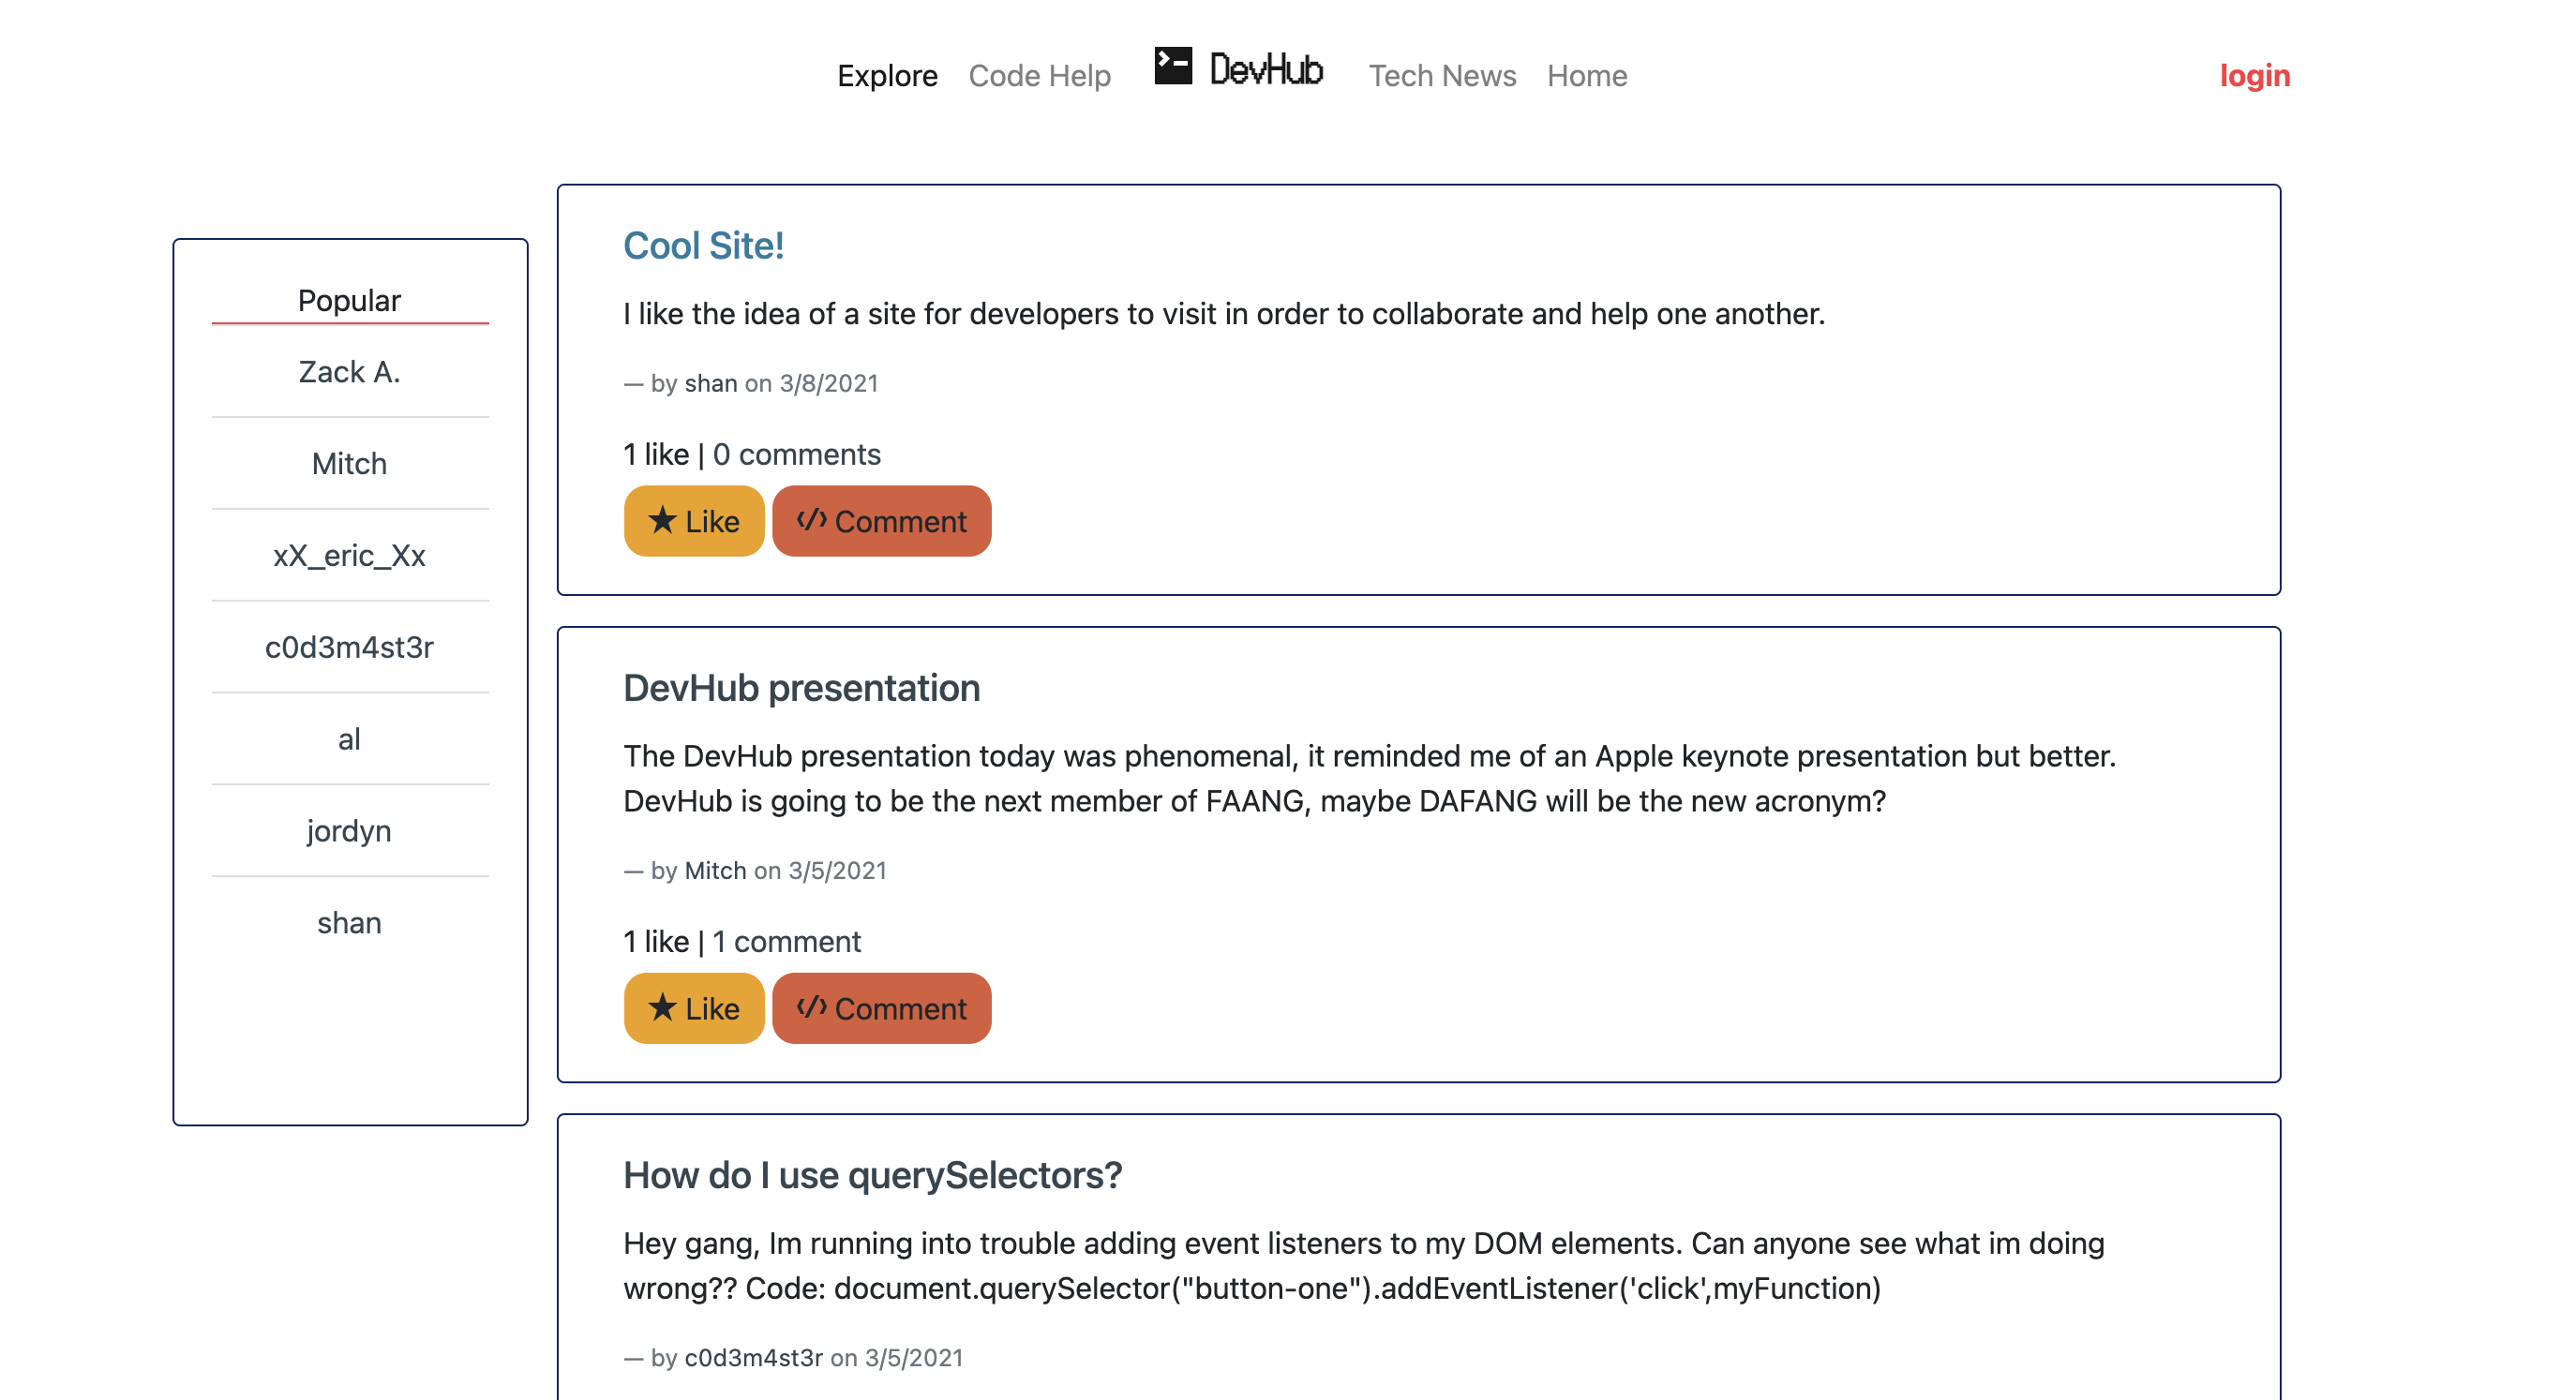 Explore Code Help DevHub Tech News Home login
Popular
Zack A.
Mitch
xX_eric_Xx
c0d3m4st3r
al
jordyn
shan
Cool Site!
I like the idea of a site for developers to visit in order to collaborate and help one another.
— by shan on 3/8/2021
1 like | 0 comments
★ Like </> Comment
DevHub presentation
The DevHub presentation today was phenomenal, it reminded me of an Apple keynote presentation but better.
DevHub is going to be the next member of FAANG, maybe DAFANG will be the new acronym?
— by Mitch on 3/5/2021
1 like | 1 comment
★ Like </> Comment
How do I use querySelectors?
Hey gang, Im running into trouble adding event listeners to my DOM elements. Can anyone see what im doing
wrong?? Code: document.querySelector("button-one").addEventListener('click',myFunction)
— by c0d3m4st3r on 3/5/2021